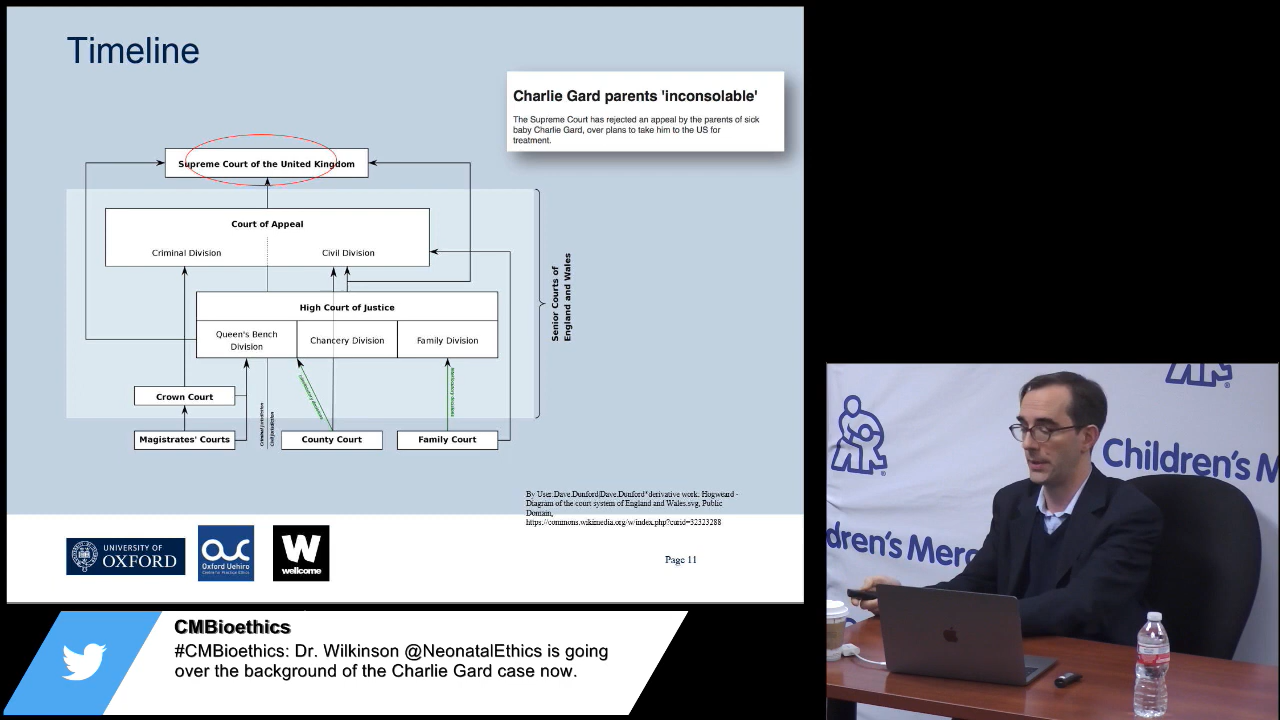 Timeline
Charlie Gard parents 'inconsolable'
The Supreme Court has rejected an appeal by the parents of sick
baby Charlie Gard, over plans to take him to the US for
treatment.
Supreme Court of the United Kingdom
Court of Appeal
Criminal Division
Civil Division
High Court of Justice
Queen's Bench
Division
Chancery Division
Family Division
Senior Courts of
England and Wales
Crown Court
Magistrates' Courts
Criminal jurisdiction
Civil jurisdiction
County Court
Family Court
By User:Dave.Dunford|Dave.Dunford*derivative work: Hogweard -
Diagram of the court system of England and Wales.svg, Public
Domain,
https://commons.wikimedia.org/w/index.php?curid=32323288
UNIVERSITY OF
OXFORD
Oxford Uehiro
Centre for Practical Ethics
W
wellcome
Page 11
Children's M
dren's Merc
CMBioethics
#CMBioethics: Dr. Wilkinson @NeonatalEthics is going
over the background of the Charlie Gard case now.